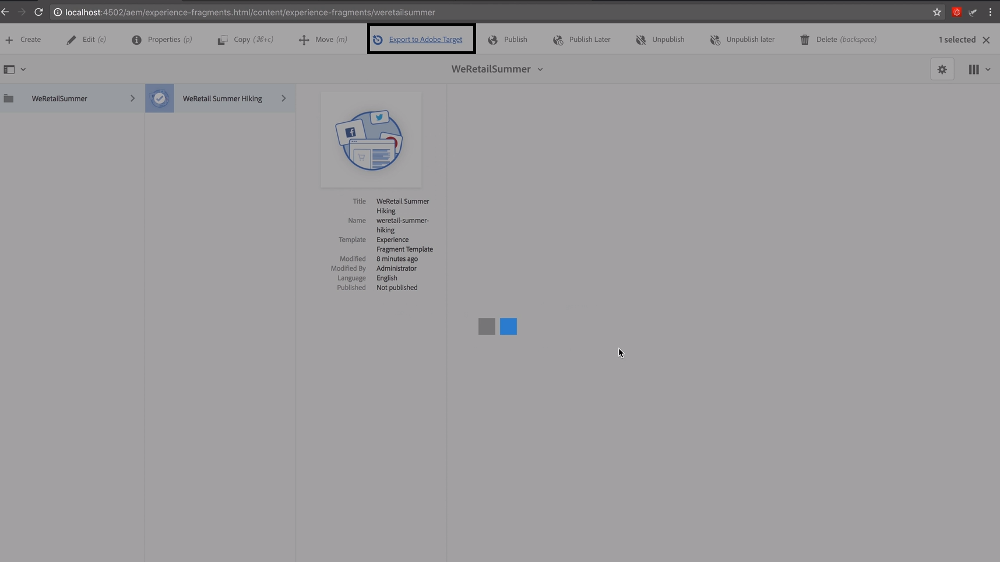 localhost:4502/aem/experience-fragments.html/content/experience-fragments/weretailsummer
Create Edit (e) Properties (p) Copy (⌘+c) Move (m) Export to Adobe Target Publish Publish Later Unpublish Unpublish later Delete (backspace) 1 selected
WeRetailSummer
WeRetailSummer
WeRetail Summer Hiking
Title WeRetail Summer
Hiking
Name weretail-summer-
hiking
Template Experience
Fragment Template
Modified 8 minutes ago
Modified By Administrator
Language English
Published Not published